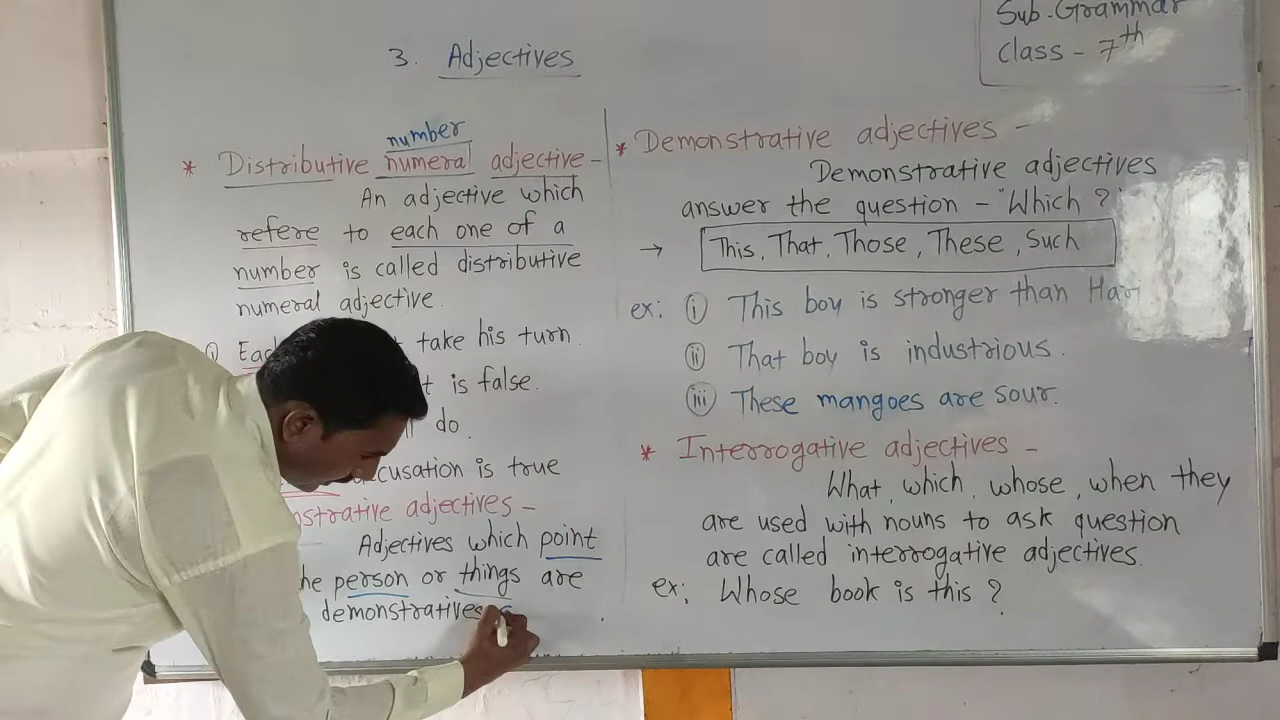 Sub-Grammar
Class - 7th
3. Adjectives
number
* Distributive numeral adjective-
An adjective which
refere to each one of a
number is called distributive
numeral adjective.
take his turn.
is false.
do.
is true
adjectives -
Adjectives which point
person or things are
demonstratives
* Demonstrative adjectives -
Demonstrative adjectives
answer the question - "Which ?"
→ This, That, Those, These, Such
ex: (i) This boy is stronger than Hari
(ii) That boy is industrious.
(iii) These mangoes are sour.
* Interrogative adjectives -
What, which, whose, when they
are used with nouns to ask question
are called interrogative adjectives.
ex: Whose book is this ?